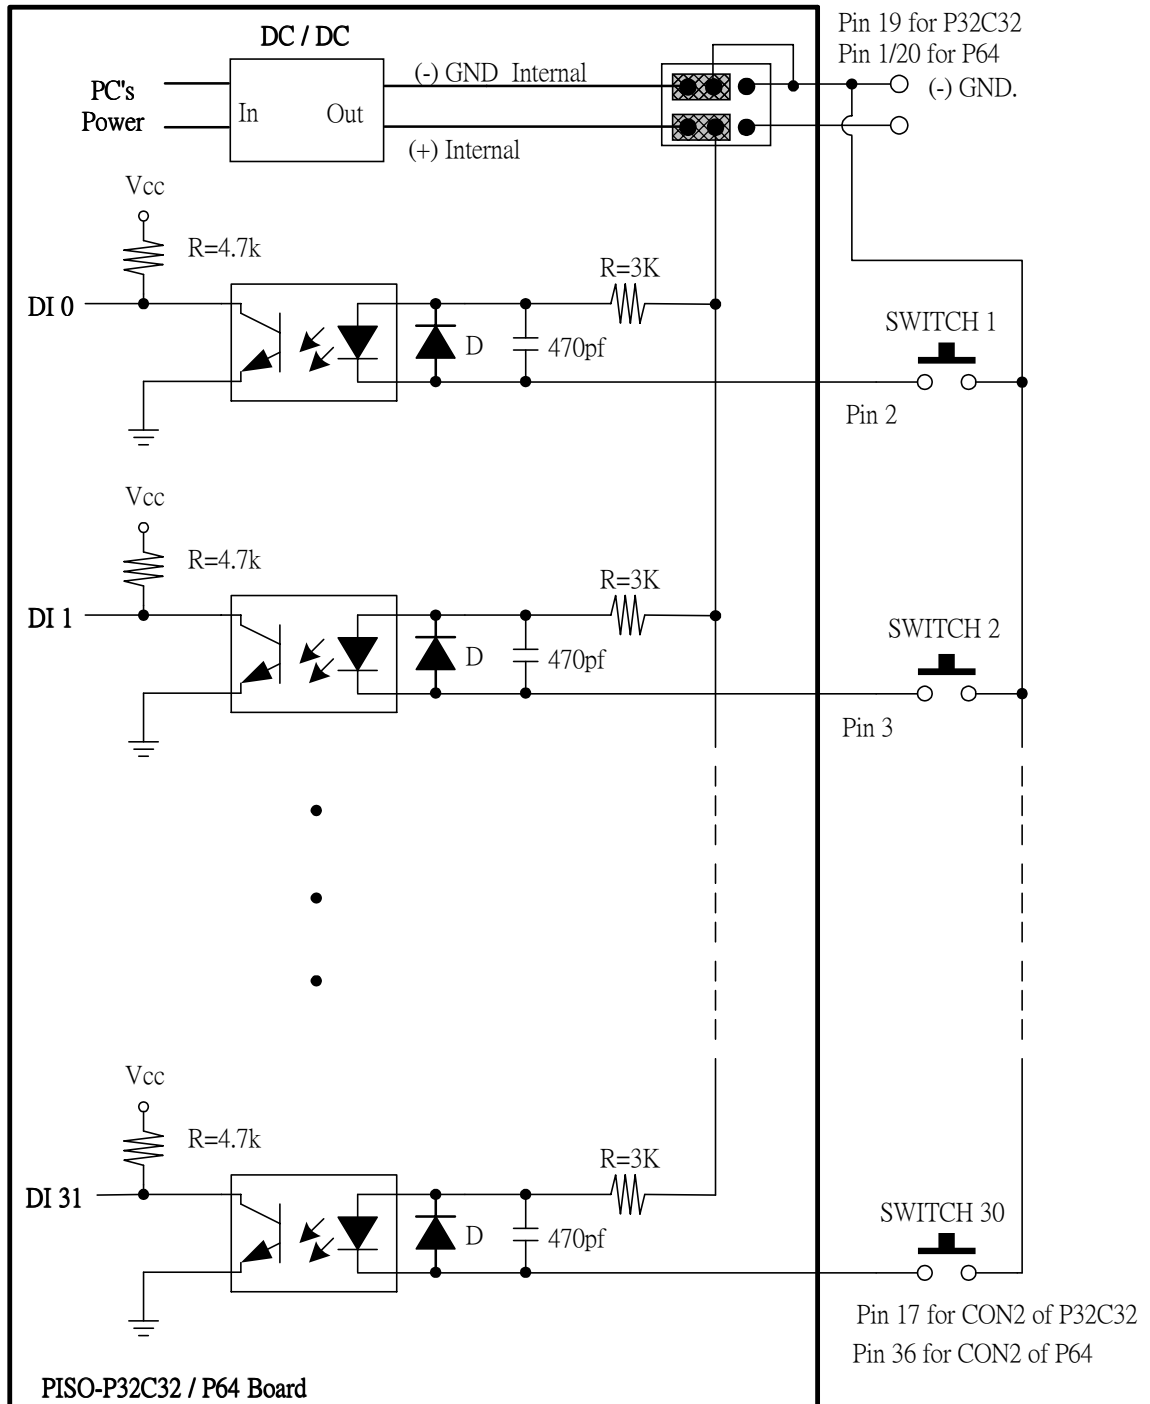 Pin 19 for P32C32
Pin 1/20 for P64
DC / DC
(-) GND Internal
(-) GND.
PC's
Power
In
Out
(+) Internal
Vcc
R=4.7k
R=3K
DI 0
SWITCH 1
D
470pf
Pin 2
Vcc
R=4.7k
R=3K
DI 1
SWITCH 2
D
470pf
Pin 3
Vcc
R=4.7k
R=3K
DI 31
SWITCH 30
D
470pf
Pin 17 for CON2 of P32C32
Pin 36 for CON2 of P64
PISO-P32C32 / P64 Board